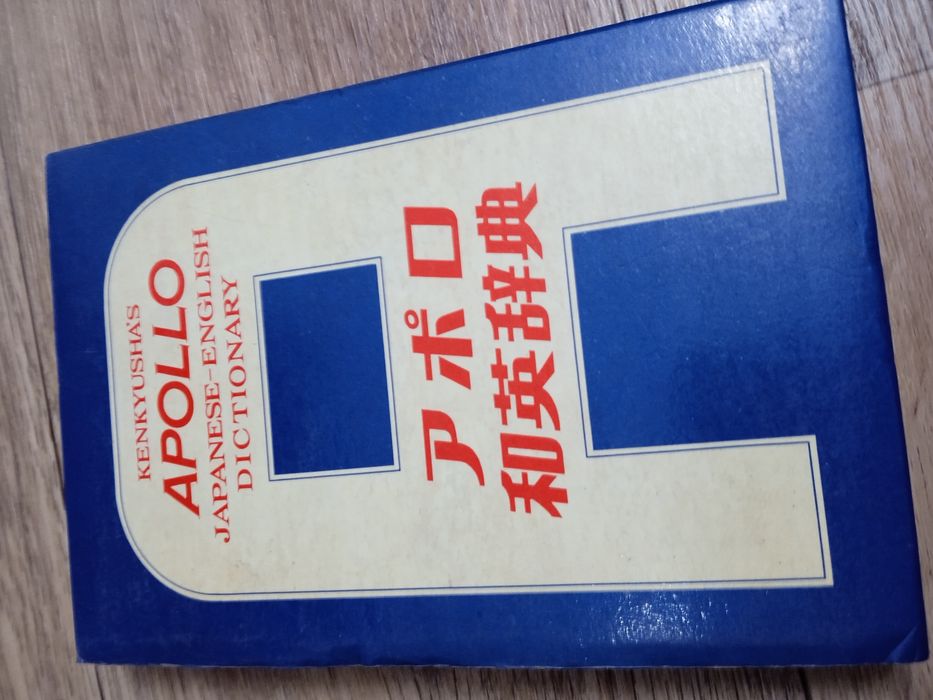 KENKYUSHA'S
APOLLO
JAPANESE-ENGLISH
DICTIONARY
アポロ
和英辞典